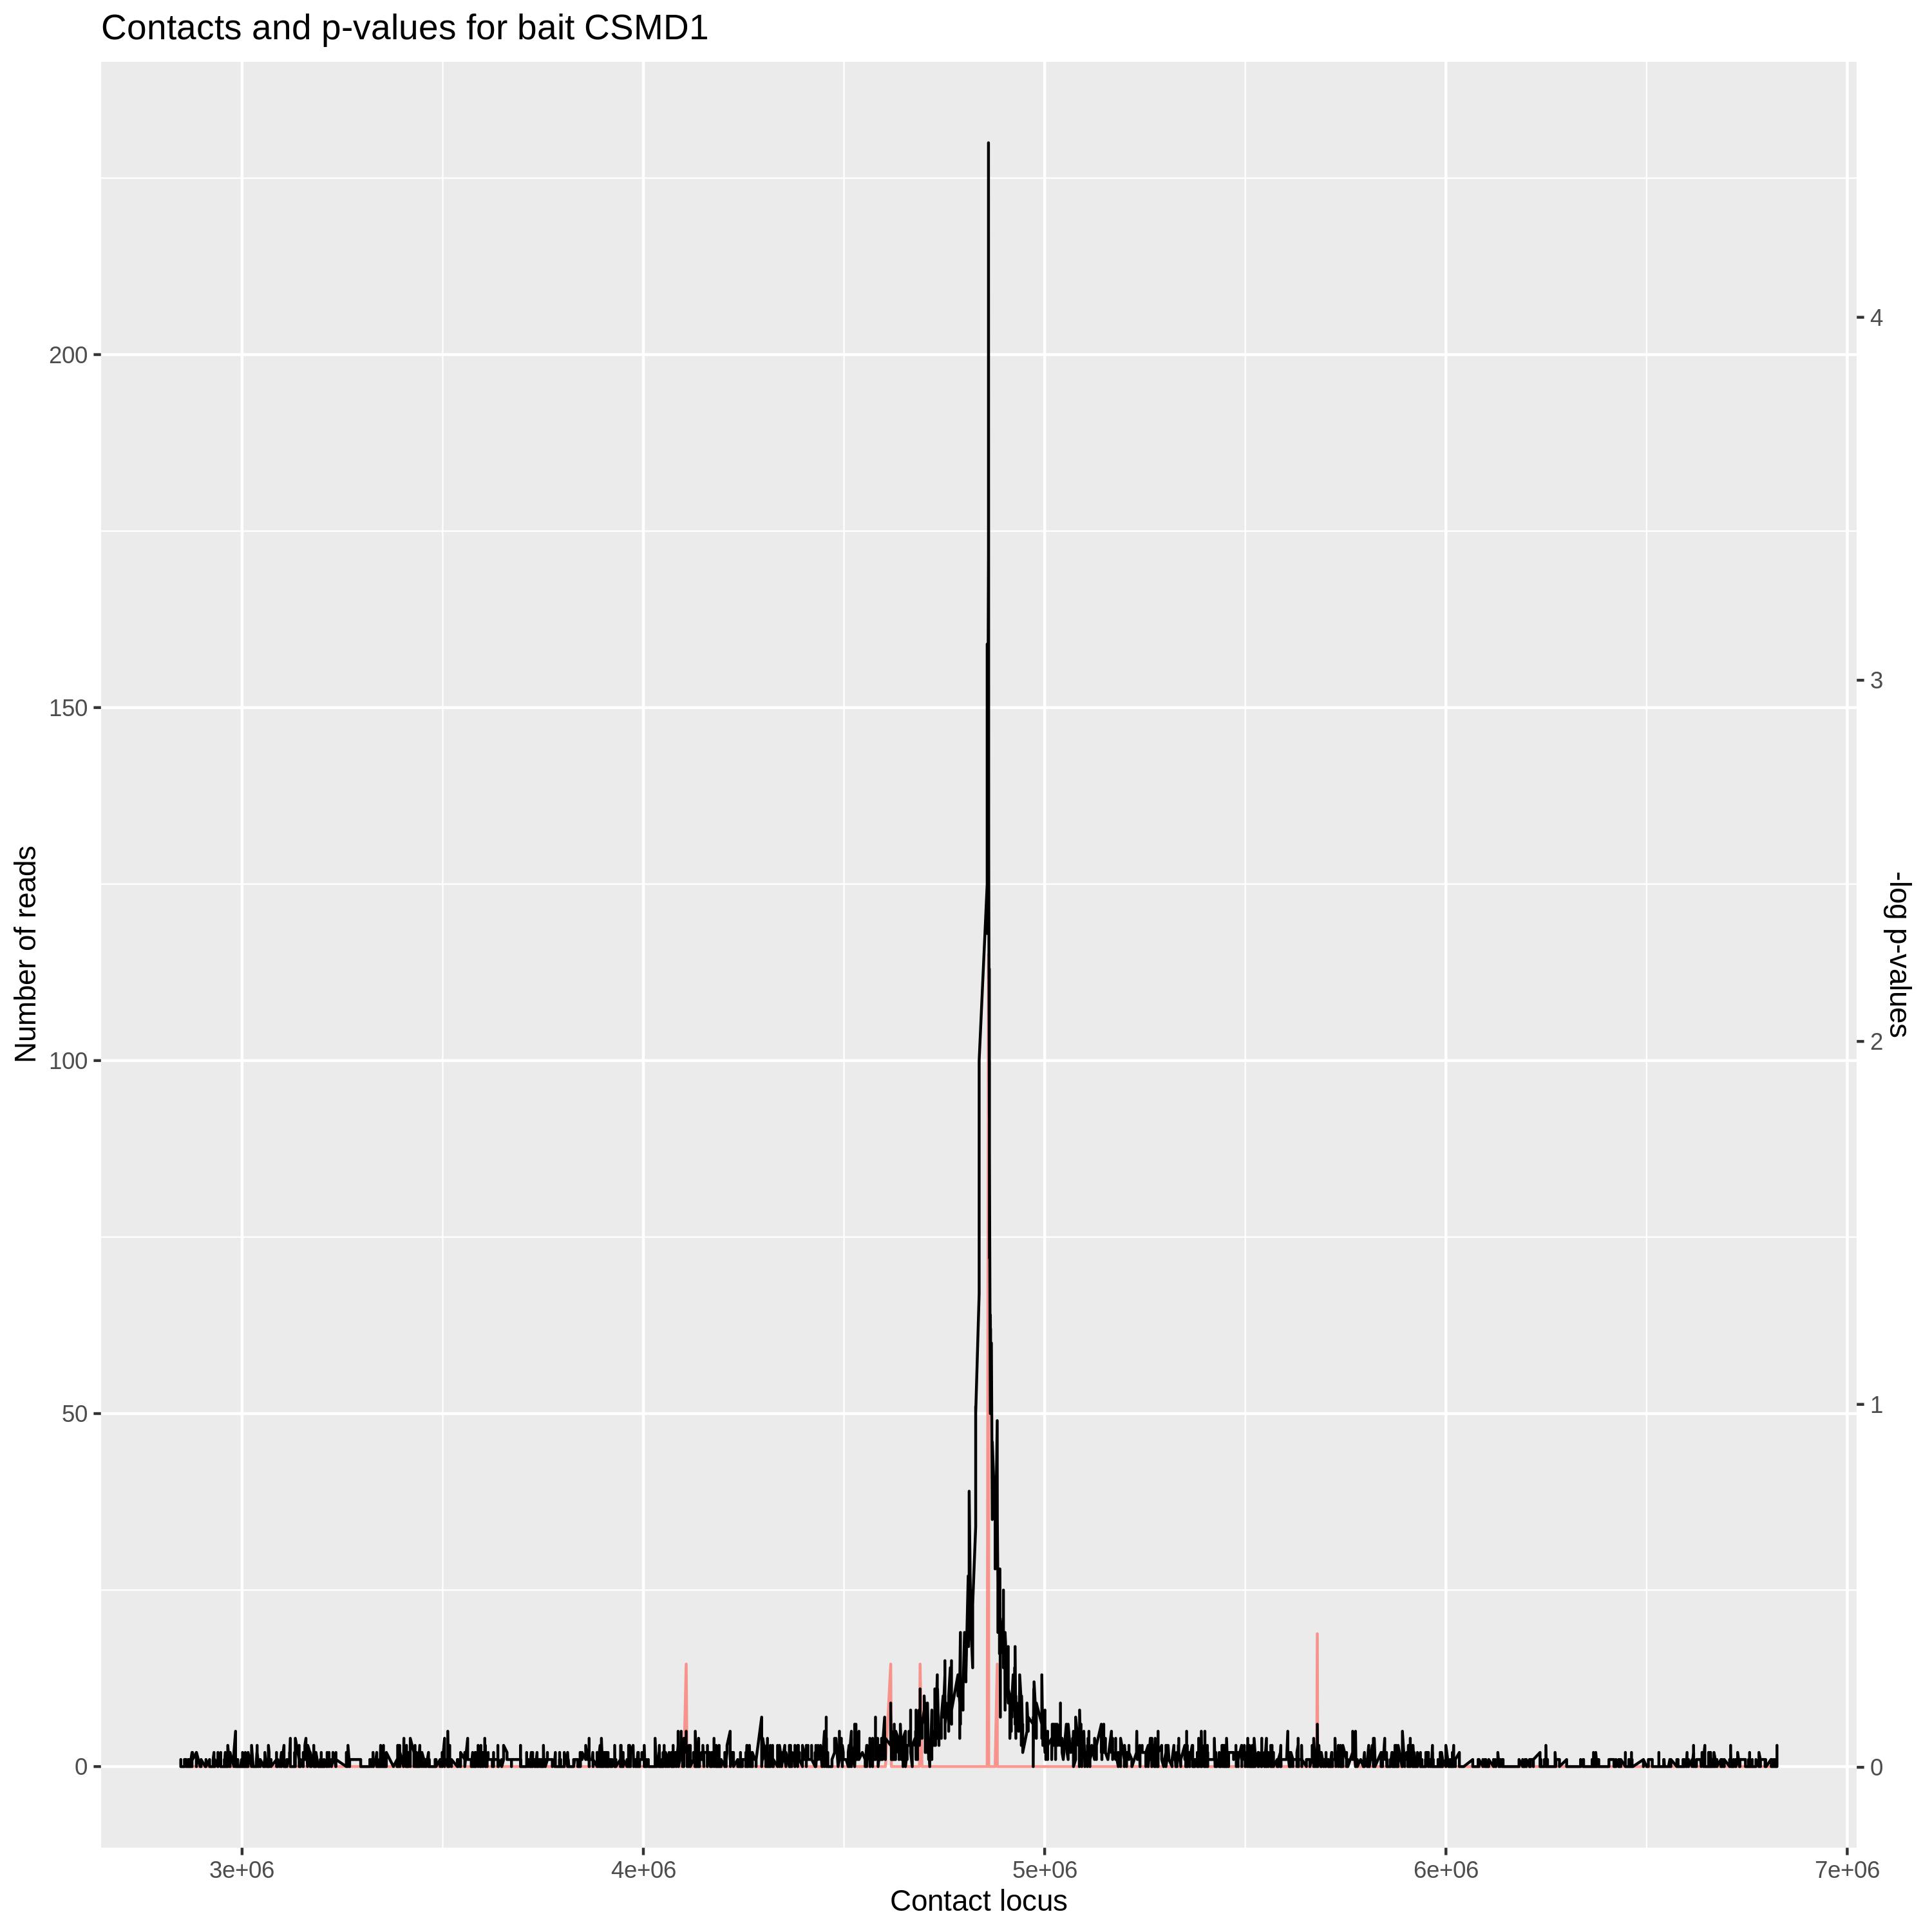 Contacts and p-values for bait CSMD1
Number of reads
200
150
100
50
0
4
3
2
1
0
-log p-values
3e+06 4e+06 5e+06 6e+06 7e+06
Contact locus